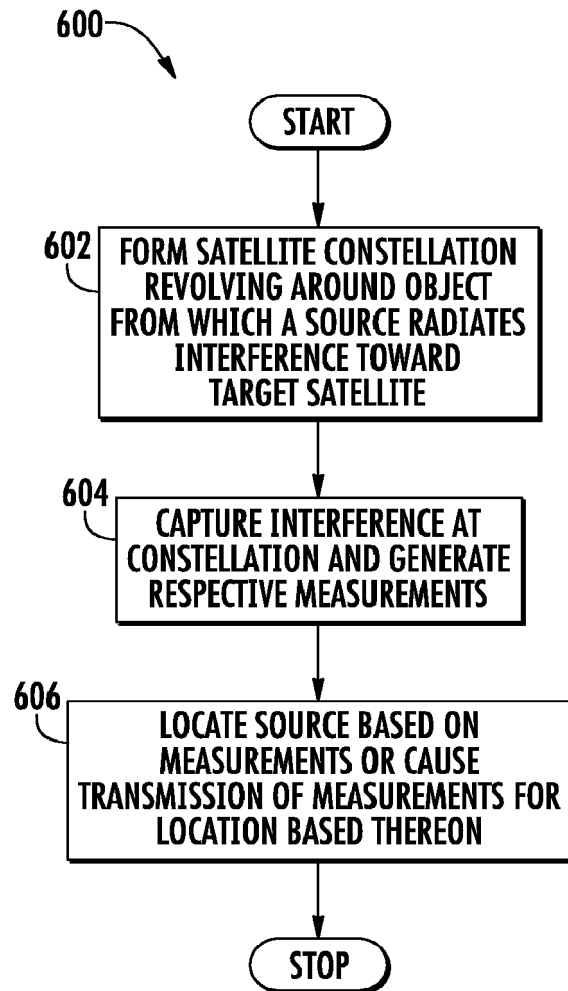 600
START
602
FORM SATELLITE CONSTELLATION
REVOLVING AROUND OBJECT
FROM WHICH A SOURCE RADIATES
INTERFERENCE TOWARD
TARGET SATELLITE
604
CAPTURE INTERFERENCE AT
CONSTELLATION AND GENERATE
RESPECTIVE MEASUREMENTS
606
LOCATE SOURCE BASED ON
MEASUREMENTS OR CAUSE
TRANSMISSION OF MEASUREMENTS FOR
LOCATION BASED THEREON
STOP